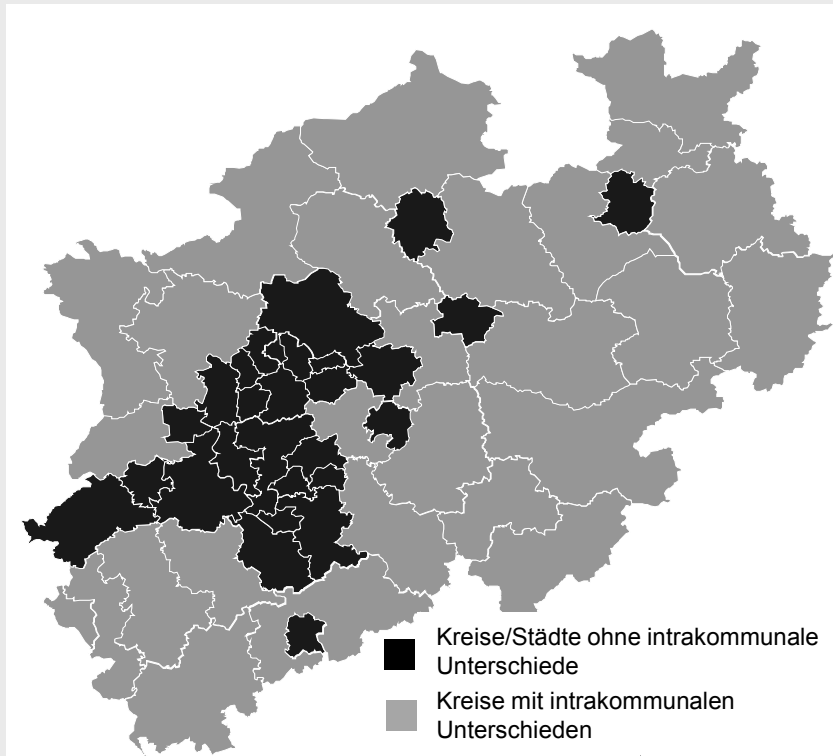 Kreise/Städte ohne intrakommunale
Unterschiede
Kreise mit intrakommunalen
Unterschieden